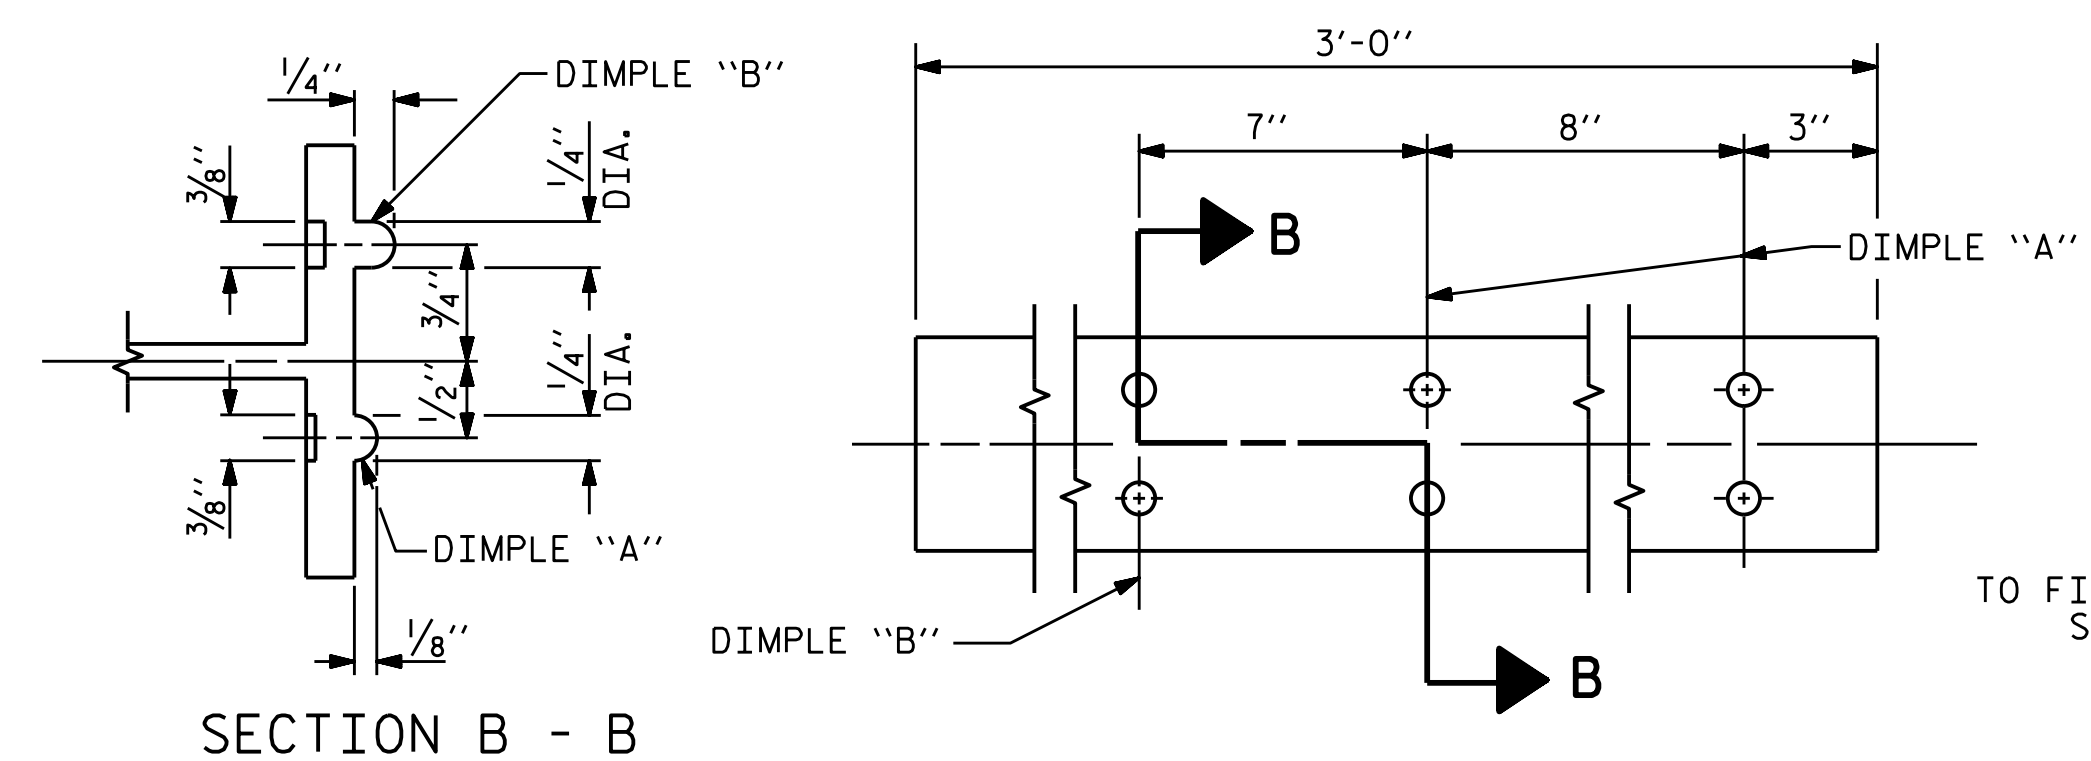 1/4"
DIMPLE "B"
3/8"
1/4"
DIA.
3/4"
1/2"
1/4"
DIA.
3/8"
DIMPLE "A"
1/8"
SECTION B - B
3'-0"
7"
8"
3"
B
DIMPLE "A"
DIMPLE "B"
B
TO FI
S